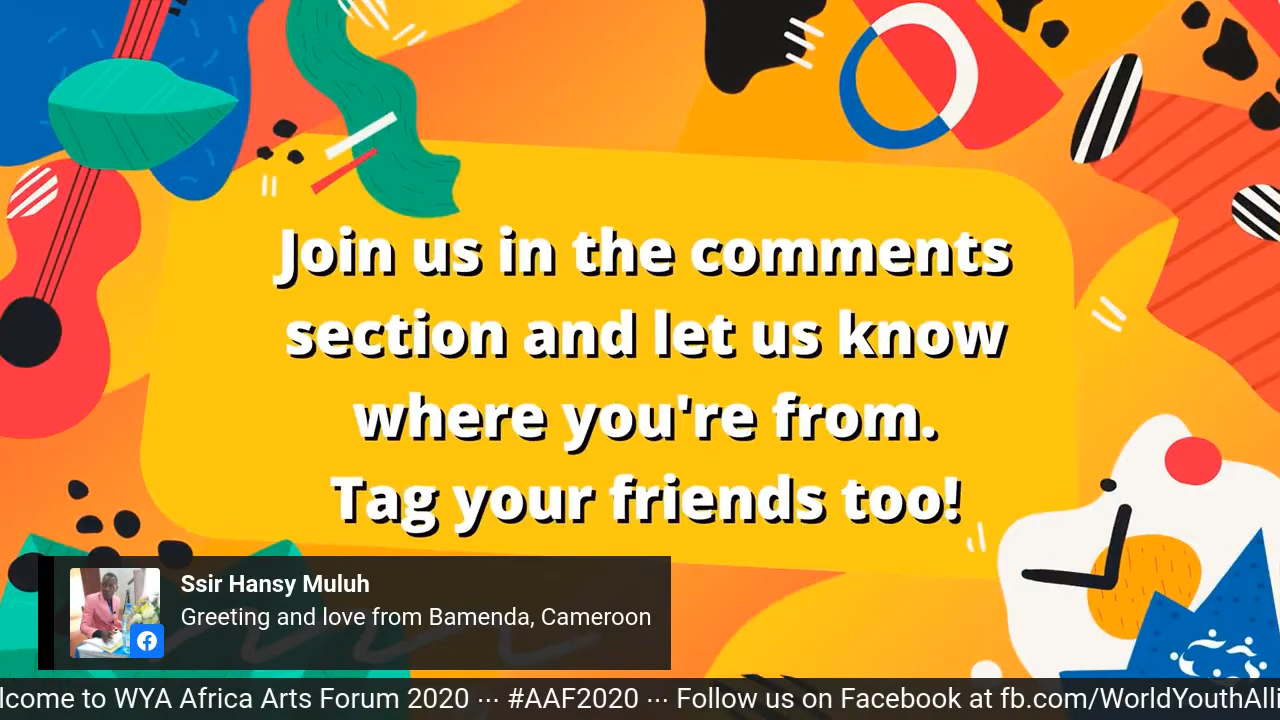 Join us in the comments
section and let us know
where you're from.
Tag your friends too!
Ssir Hansy Muluh
Greeting and love from Bamenda, Cameroon
lcome to WYA Africa Arts Forum 2020 ··· #AAF2020 ··· Follow us on Facebook at fb.com/WorldYouthAlli